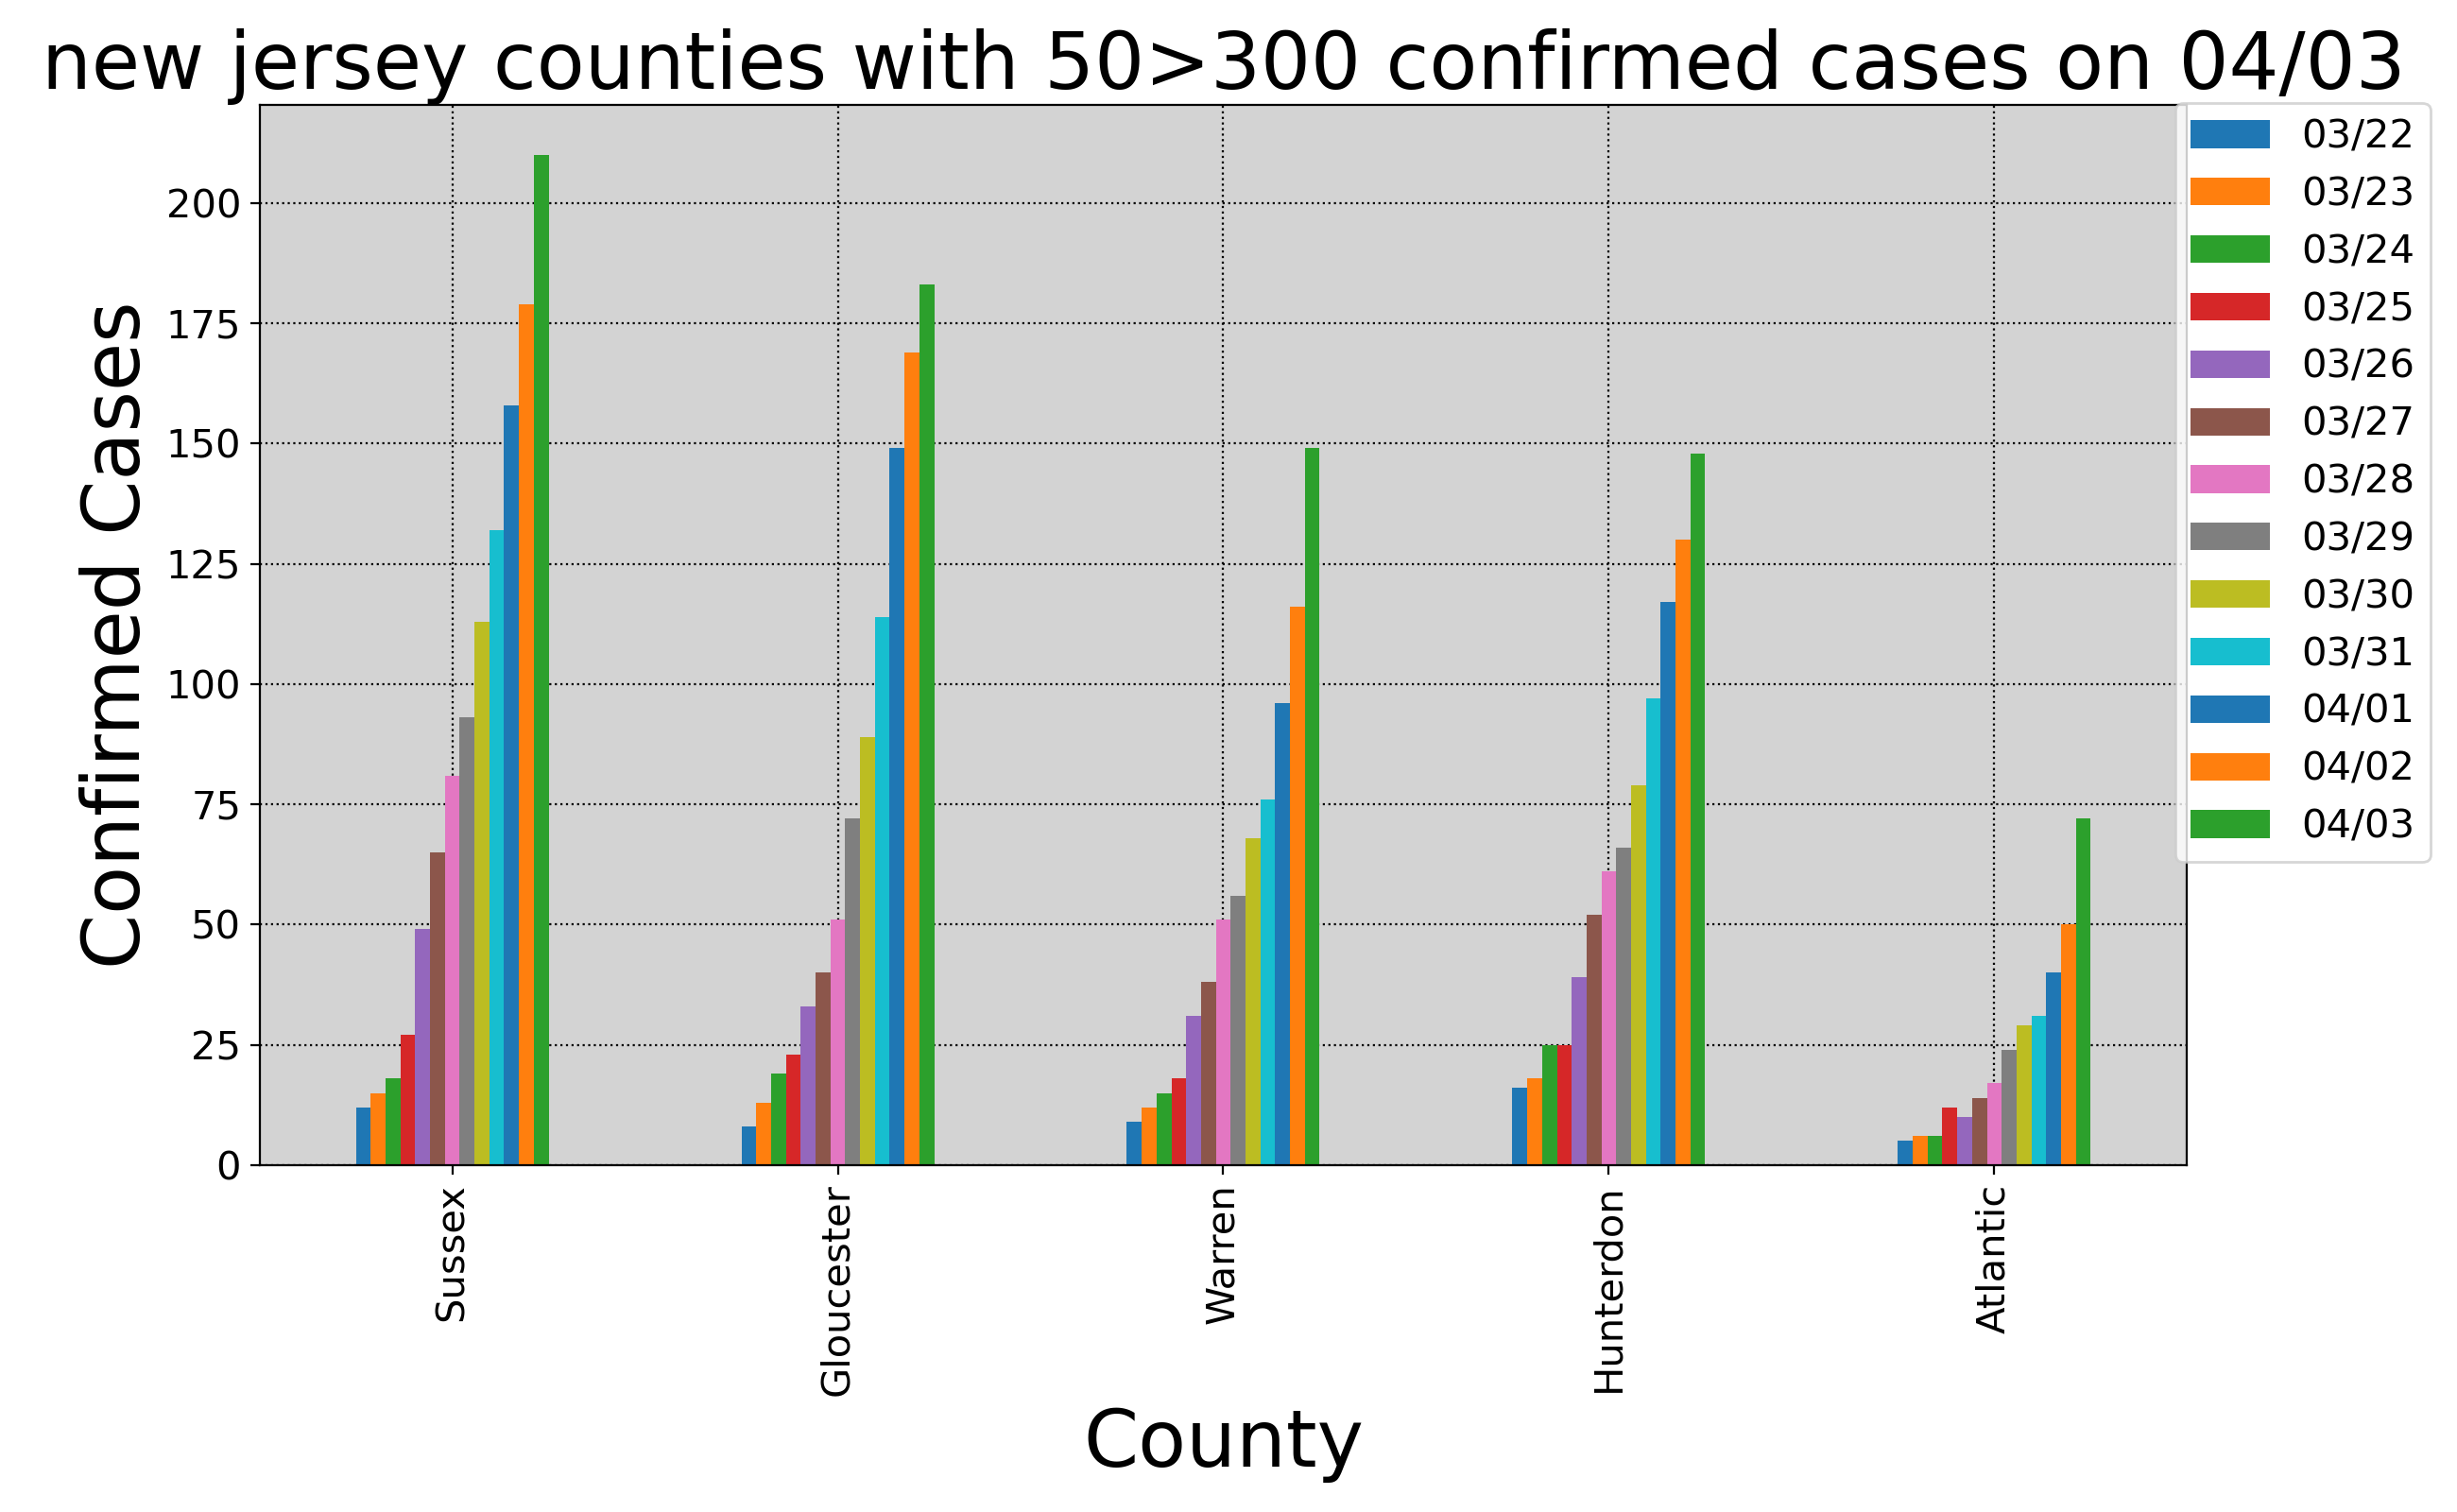 new jersey counties with 50>300 confirmed cases on 04/03
Confirmed Cases
200
175
150
125
100
75
50
25
0
03/22
03/23
03/24
03/25
03/26
03/27
03/28
03/29
03/30
03/31
04/01
04/02
04/03
Sussex
Gloucester
Warren
Hunterdon
Atlantic
County